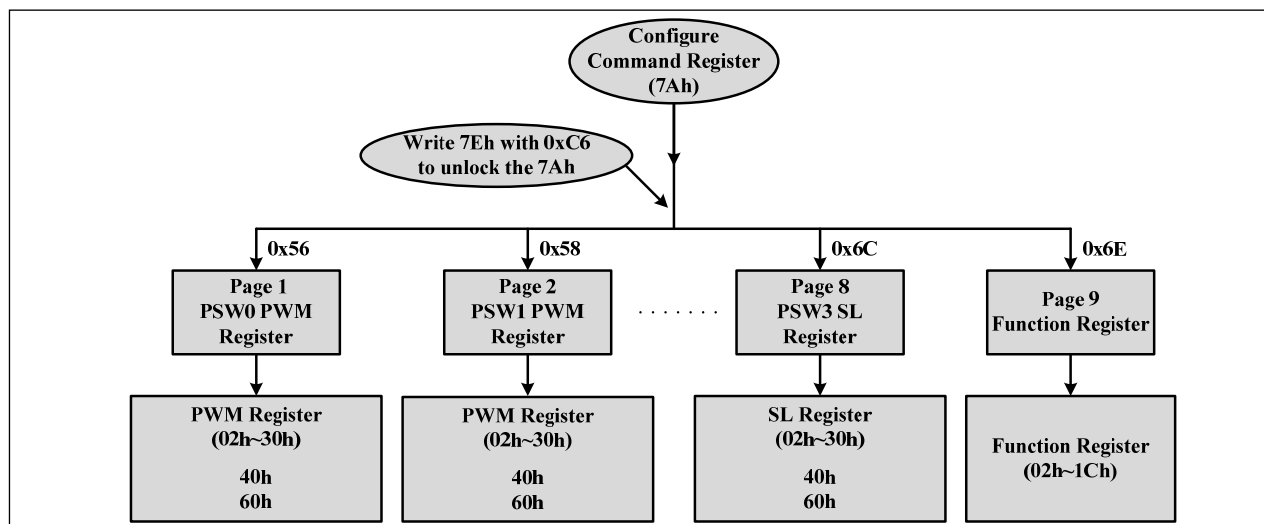 Configure
Command Register
(7Ah)
Write 7Eh with 0xC6
to unlock the 7Ah
0x56
0x58
0x6C
0x6E
Page 1
PSW0 PWM
Register
Page 2
PSW1 PWM
Register
. . . . . . .
Page 8
PSW3 SL
Register
Page 9
Function Register
PWM Register
(02h~30h)
40h
60h
PWM Register
(02h~30h)
40h
60h
SL Register
(02h~30h)
40h
60h
Function Register
(02h~1Ch)